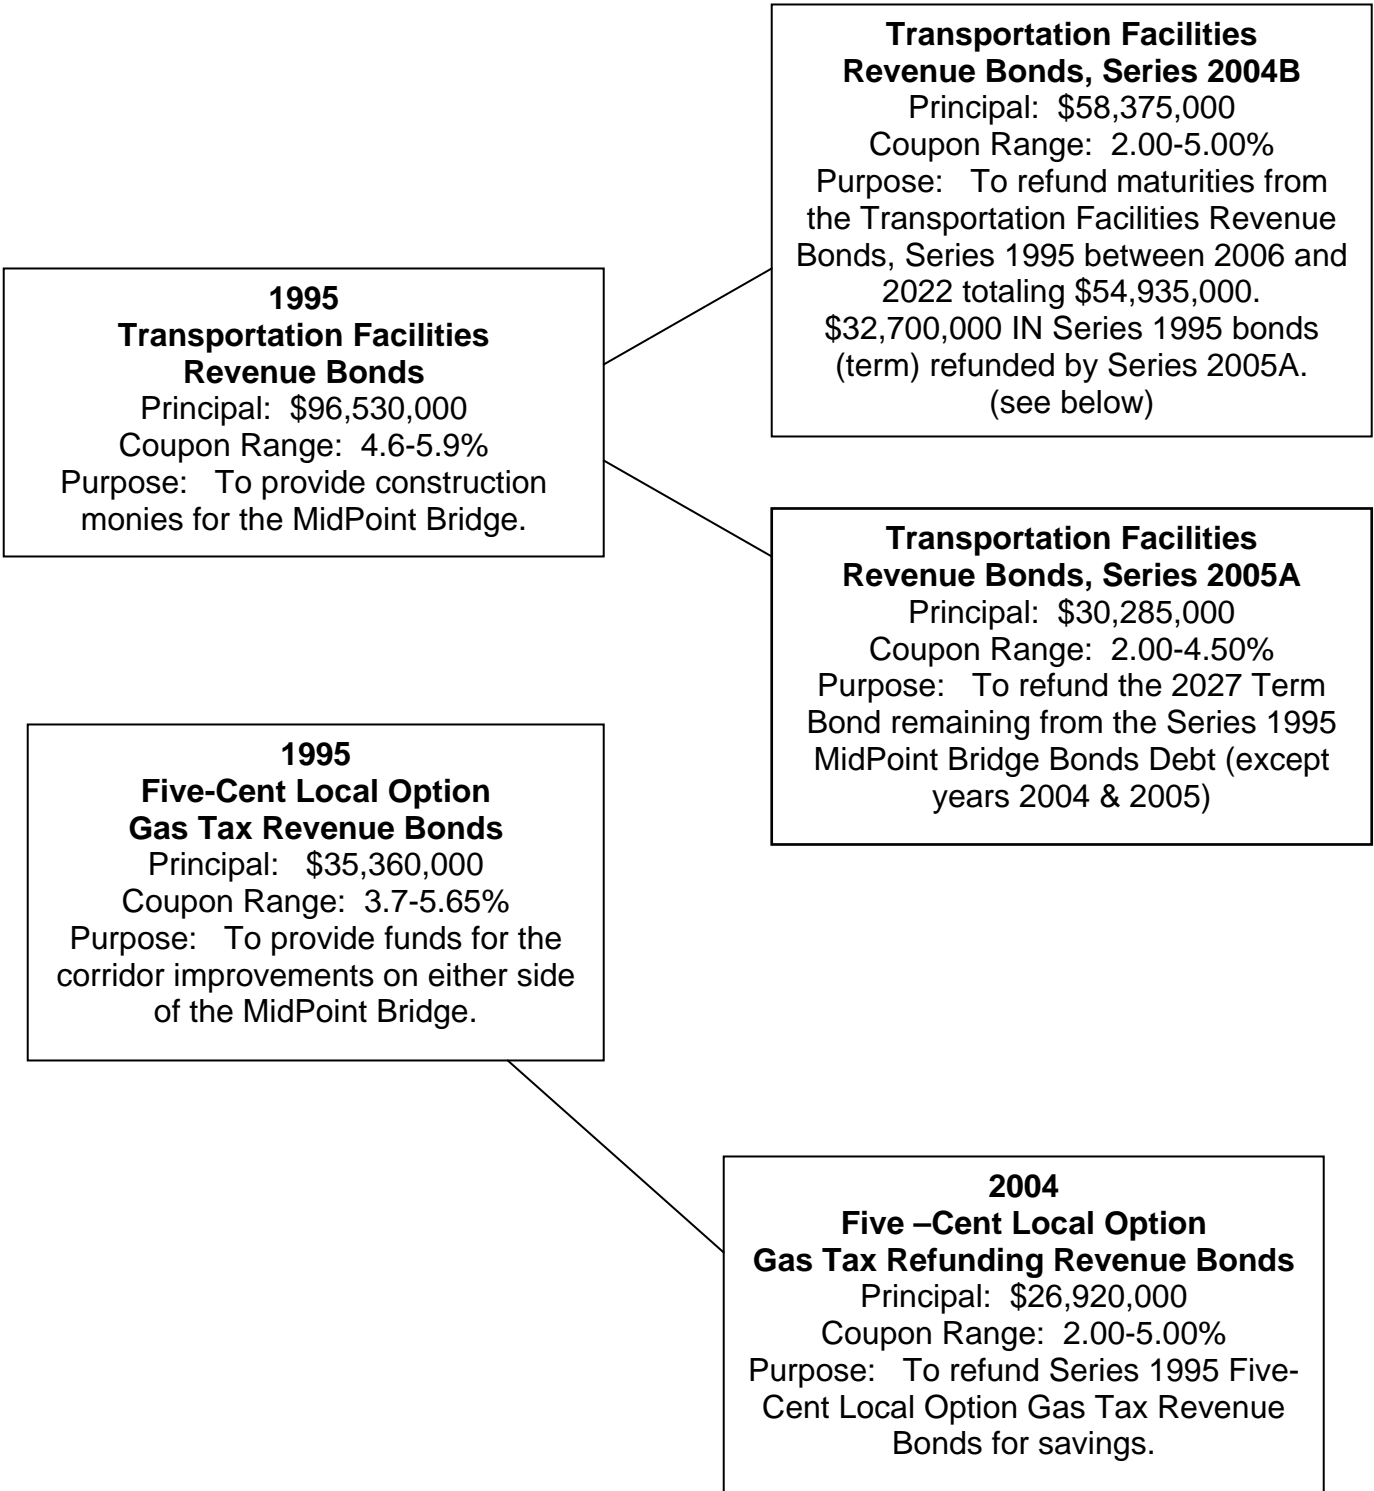 Transportation Facilities
Revenue Bonds, Series 2004B
Principal: $58,375,000
Coupon Range: 2.00-5.00%
Purpose: To refund maturities from
the Transportation Facilities Revenue
Bonds, Series 1995 between 2006 and
2022 totaling $54,935,000.
$32,700,000 IN Series 1995 bonds
(term) refunded by Series 2005A.
(see below)
1995
Transportation Facilities
Revenue Bonds
Principal: $96,530,000
Coupon Range: 4.6-5.9%
Purpose: To provide construction
monies for the MidPoint Bridge.
Transportation Facilities
Revenue Bonds, Series 2005A
Principal: $30,285,000
Coupon Range: 2.00-4.50%
Purpose: To refund the 2027 Term
Bond remaining from the Series 1995
MidPoint Bridge Bonds Debt (except
years 2004 & 2005)
1995
Five-Cent Local Option
Gas Tax Revenue Bonds
Principal: $35,360,000
Coupon Range: 3.7-5.65%
Purpose: To provide funds for the
corridor improvements on either side
of the MidPoint Bridge.
2004
Five –Cent Local Option
Gas Tax Refunding Revenue Bonds
Principal: $26,920,000
Coupon Range: 2.00-5.00%
Purpose: To refund Series 1995 Five-
Cent Local Option Gas Tax Revenue
Bonds for savings.